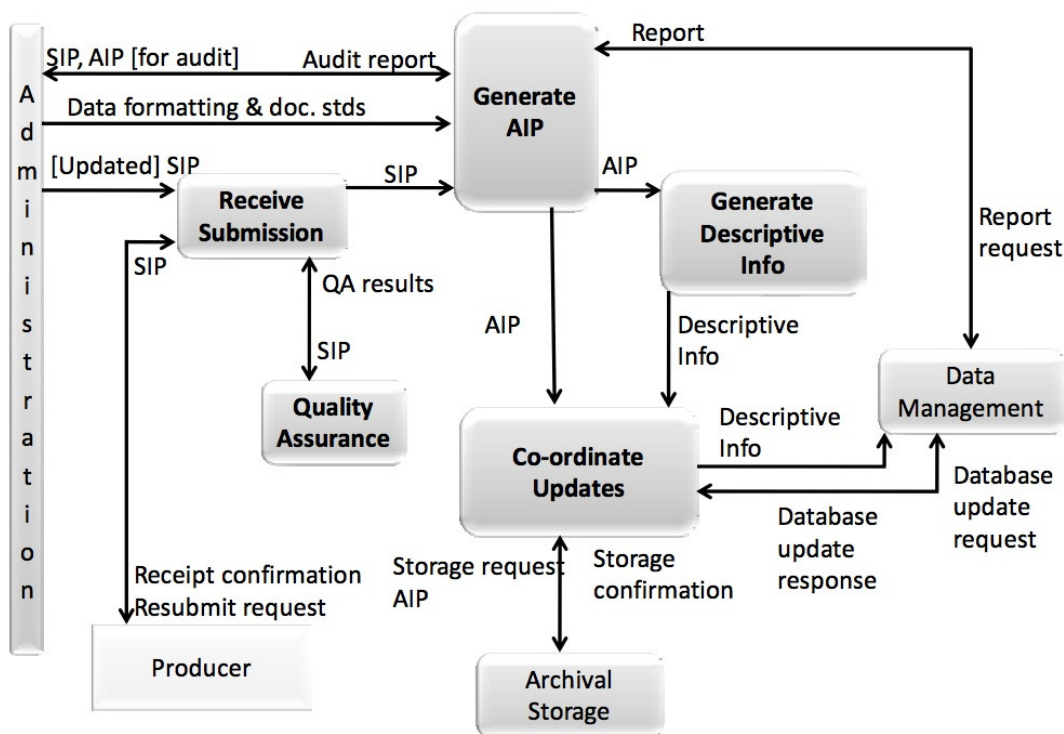 Administration
SIP, AIP [for audit]
Audit report
Data formatting & doc. stds
[Updated] SIP
Generate
AIP
Report
SIP
AIP
Receive
Submission
Generate
Descriptive
Info
Report
request
SIP
QA results
AIP
Descriptive
Info
SIP
Quality
Assurance
Data
Management
Descriptive
Info
Co-ordinate
Updates
Database
update
request
Database
update
response
Receipt confirmation
Resubmit request
Storage request
AIP
Storage
confirmation
Producer
Archival
Storage